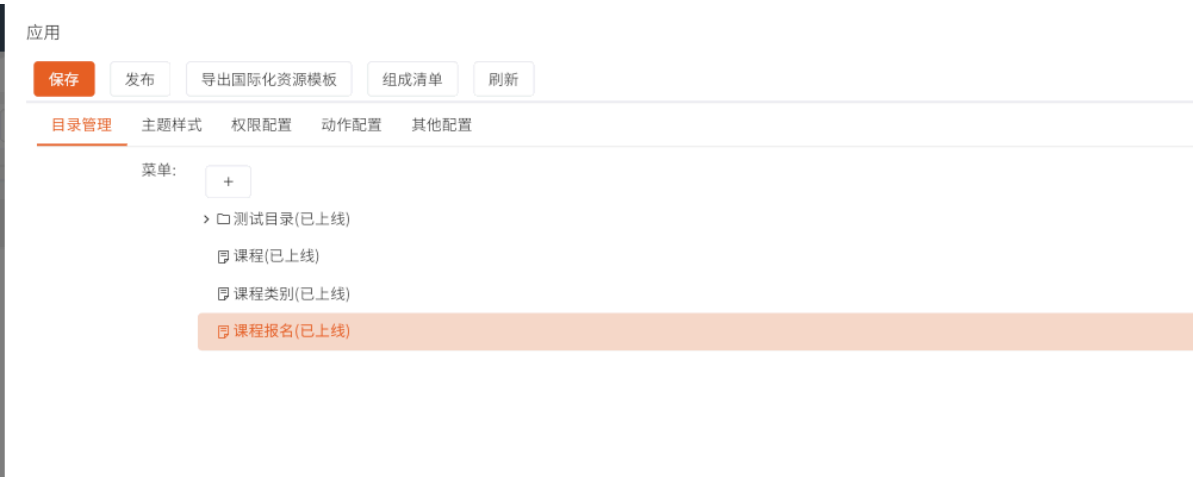 应用
保存 发布 导出国际化资源模板 组成清单 刷新
目录管理 主题样式 权限配置 动作配置 其他配置
菜单:
+
测试目录(已上线)
课程(已上线)
课程类别(已上线)
课程报名(已上线)